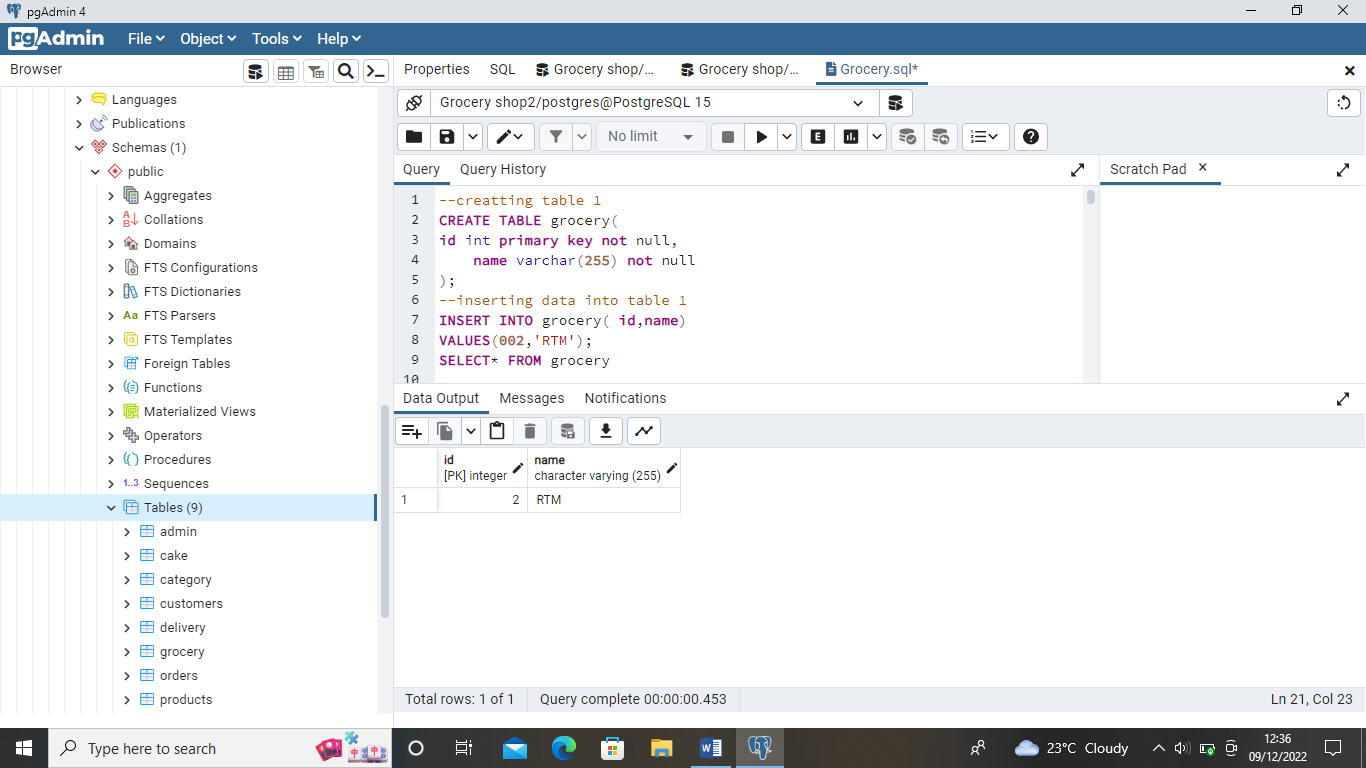 pgAdmin 4
pgAdmin File Object Tools Help
Browser
Properties SQL Grocery shop/... Grocery shop/... Grocery.sql*
Languages
Publications
Schemas (1)
public
Aggregates
Collations
Domains
FTS Configurations
FTS Dictionaries
Aa FTS Parsers
FTS Templates
Foreign Tables
Functions
Materialized Views
Operators
Procedures
1..3 Sequences
Tables (9)
admin
cake
category
customers
delivery
grocery
orders
products
Grocery shop2/postgres@PostgreSQL 15
No limit E
Query Query History
Scratch Pad
1 --creatting table 1
2 CREATE TABLE grocery(
3 id int primary key not null,
4 name varchar(255) not null
5 );
6 --inserting data into table 1
7 INSERT INTO grocery( id,name)
8 VALUES(002,'RTM');
9 SELECT* FROM grocery
10
Data Output Messages Notifications
id name
[PK] integer character varying (255)
1 2 RTM
Total rows: 1 of 1 Query complete 00:00:00.453 Ln 21, Col 23
Type here to search
23°C Cloudy
12:36
09/12/2022